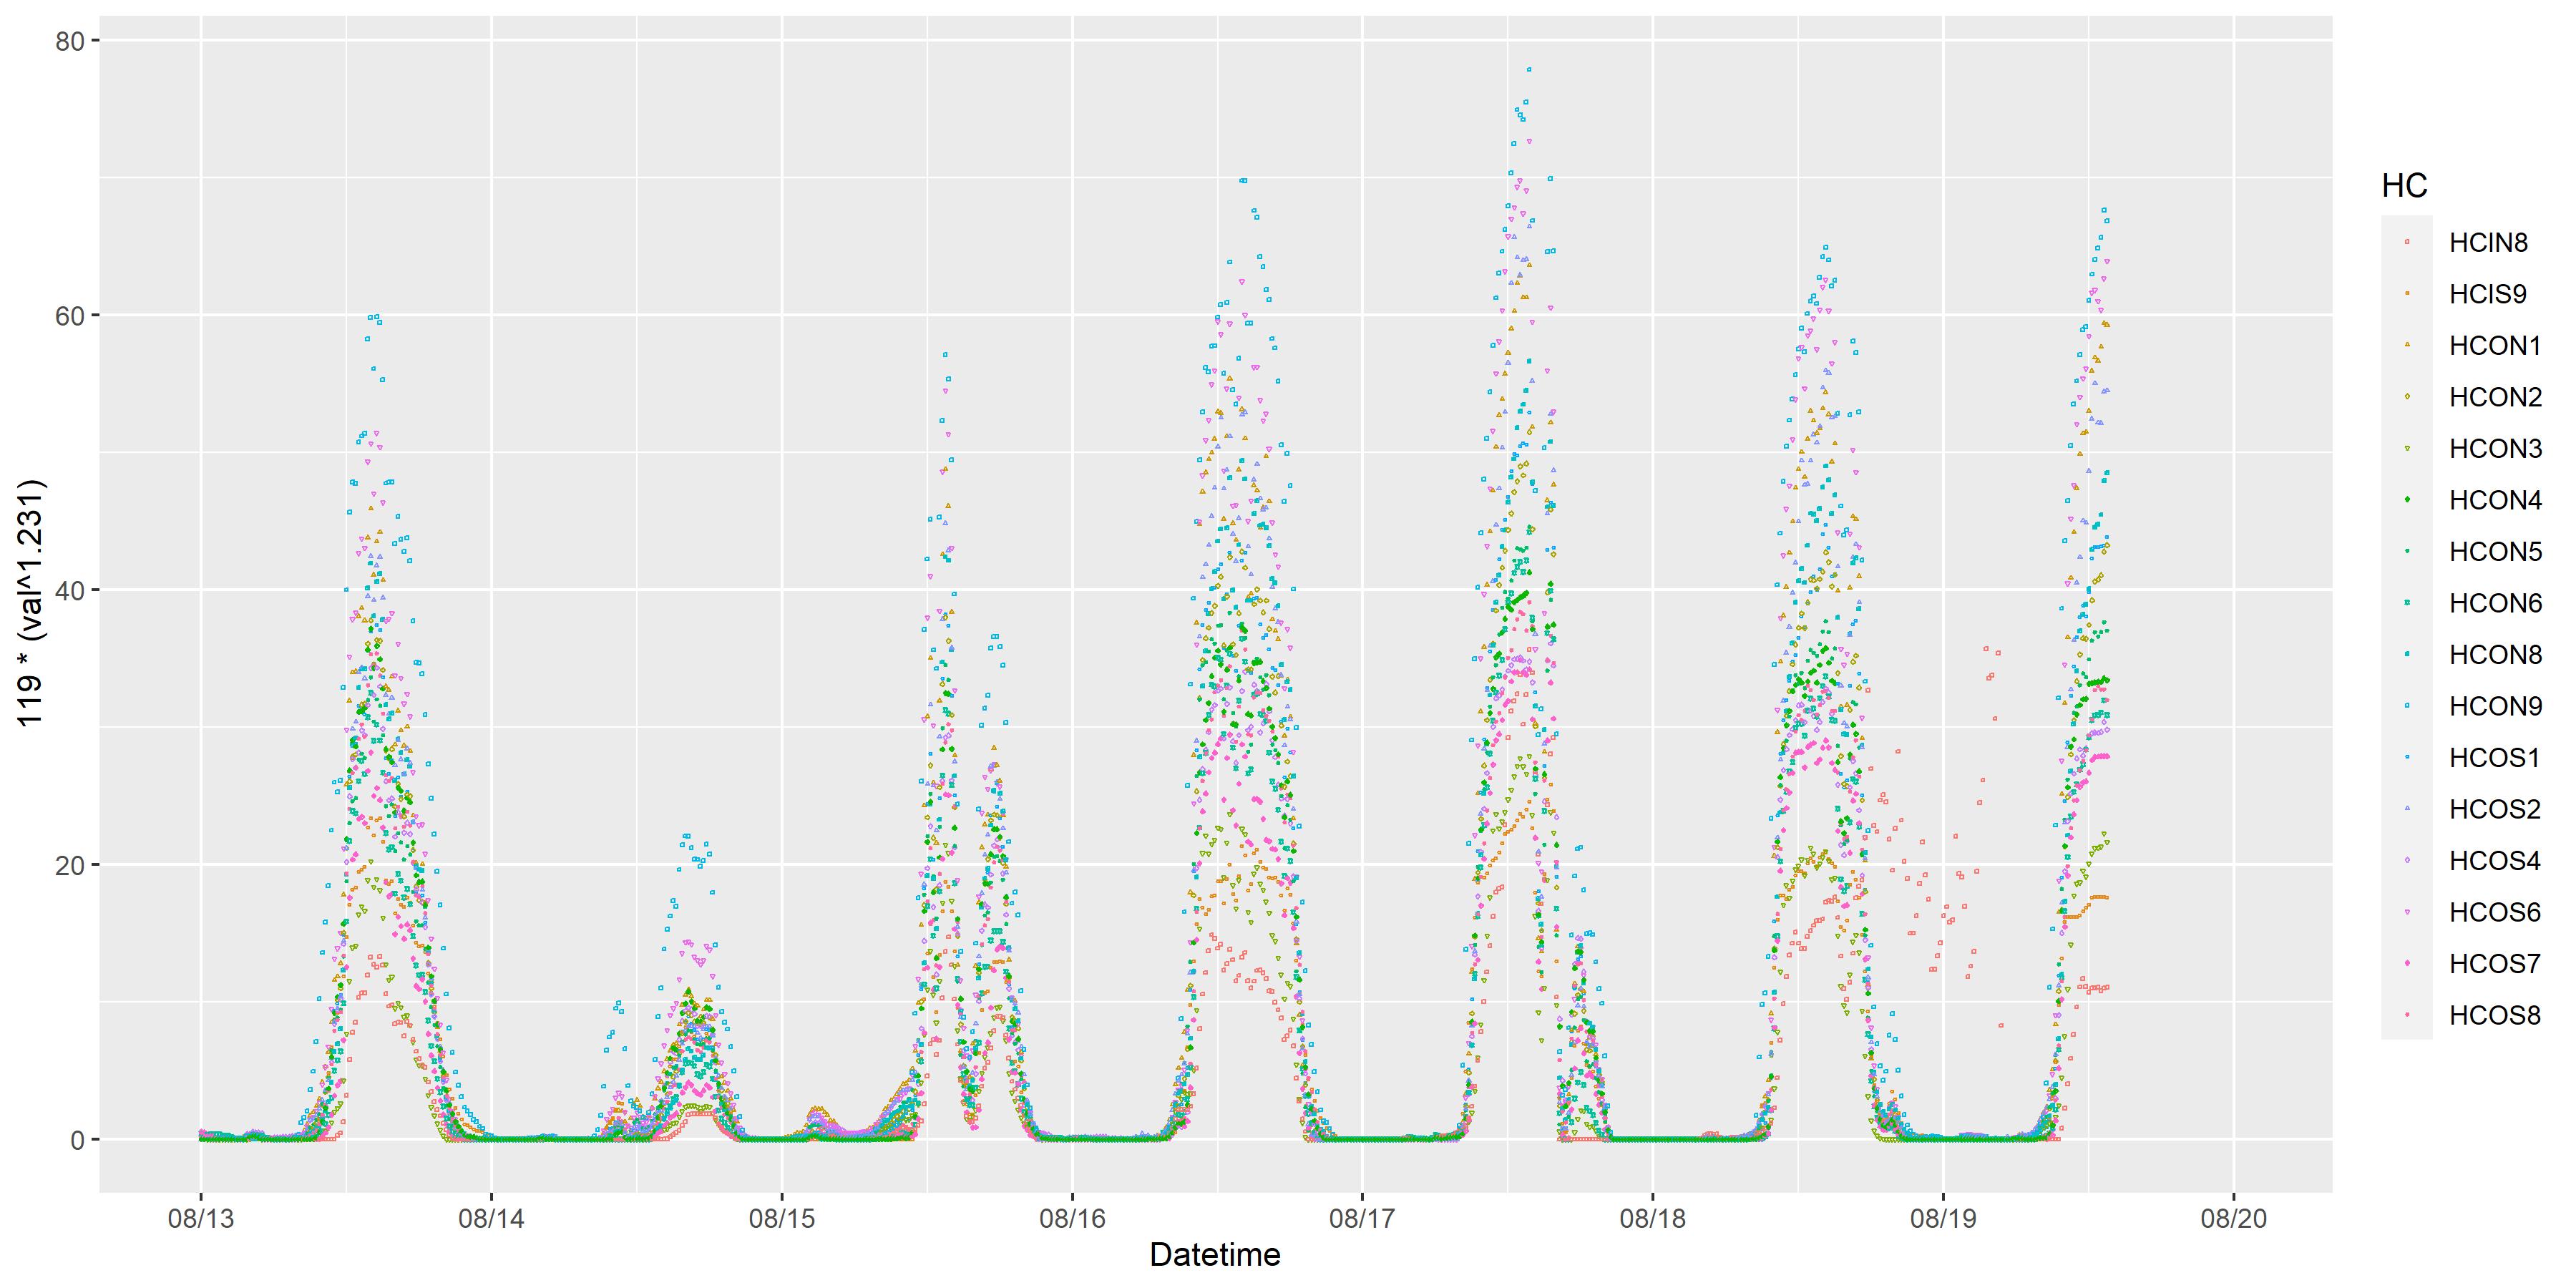 80
60
40
20
0
119 * (val^1.231)
08/13
08/14
08/15
08/16
08/17
08/18
08/19
08/20
Datetime
HC
HCIN8
HCIS9
HCON1
HCON2
HCON3
HCON4
HCON5
HCON6
HCON8
HCON9
HCOS1
HCOS2
HCOS4
HCOS6
HCOS7
HCOS8